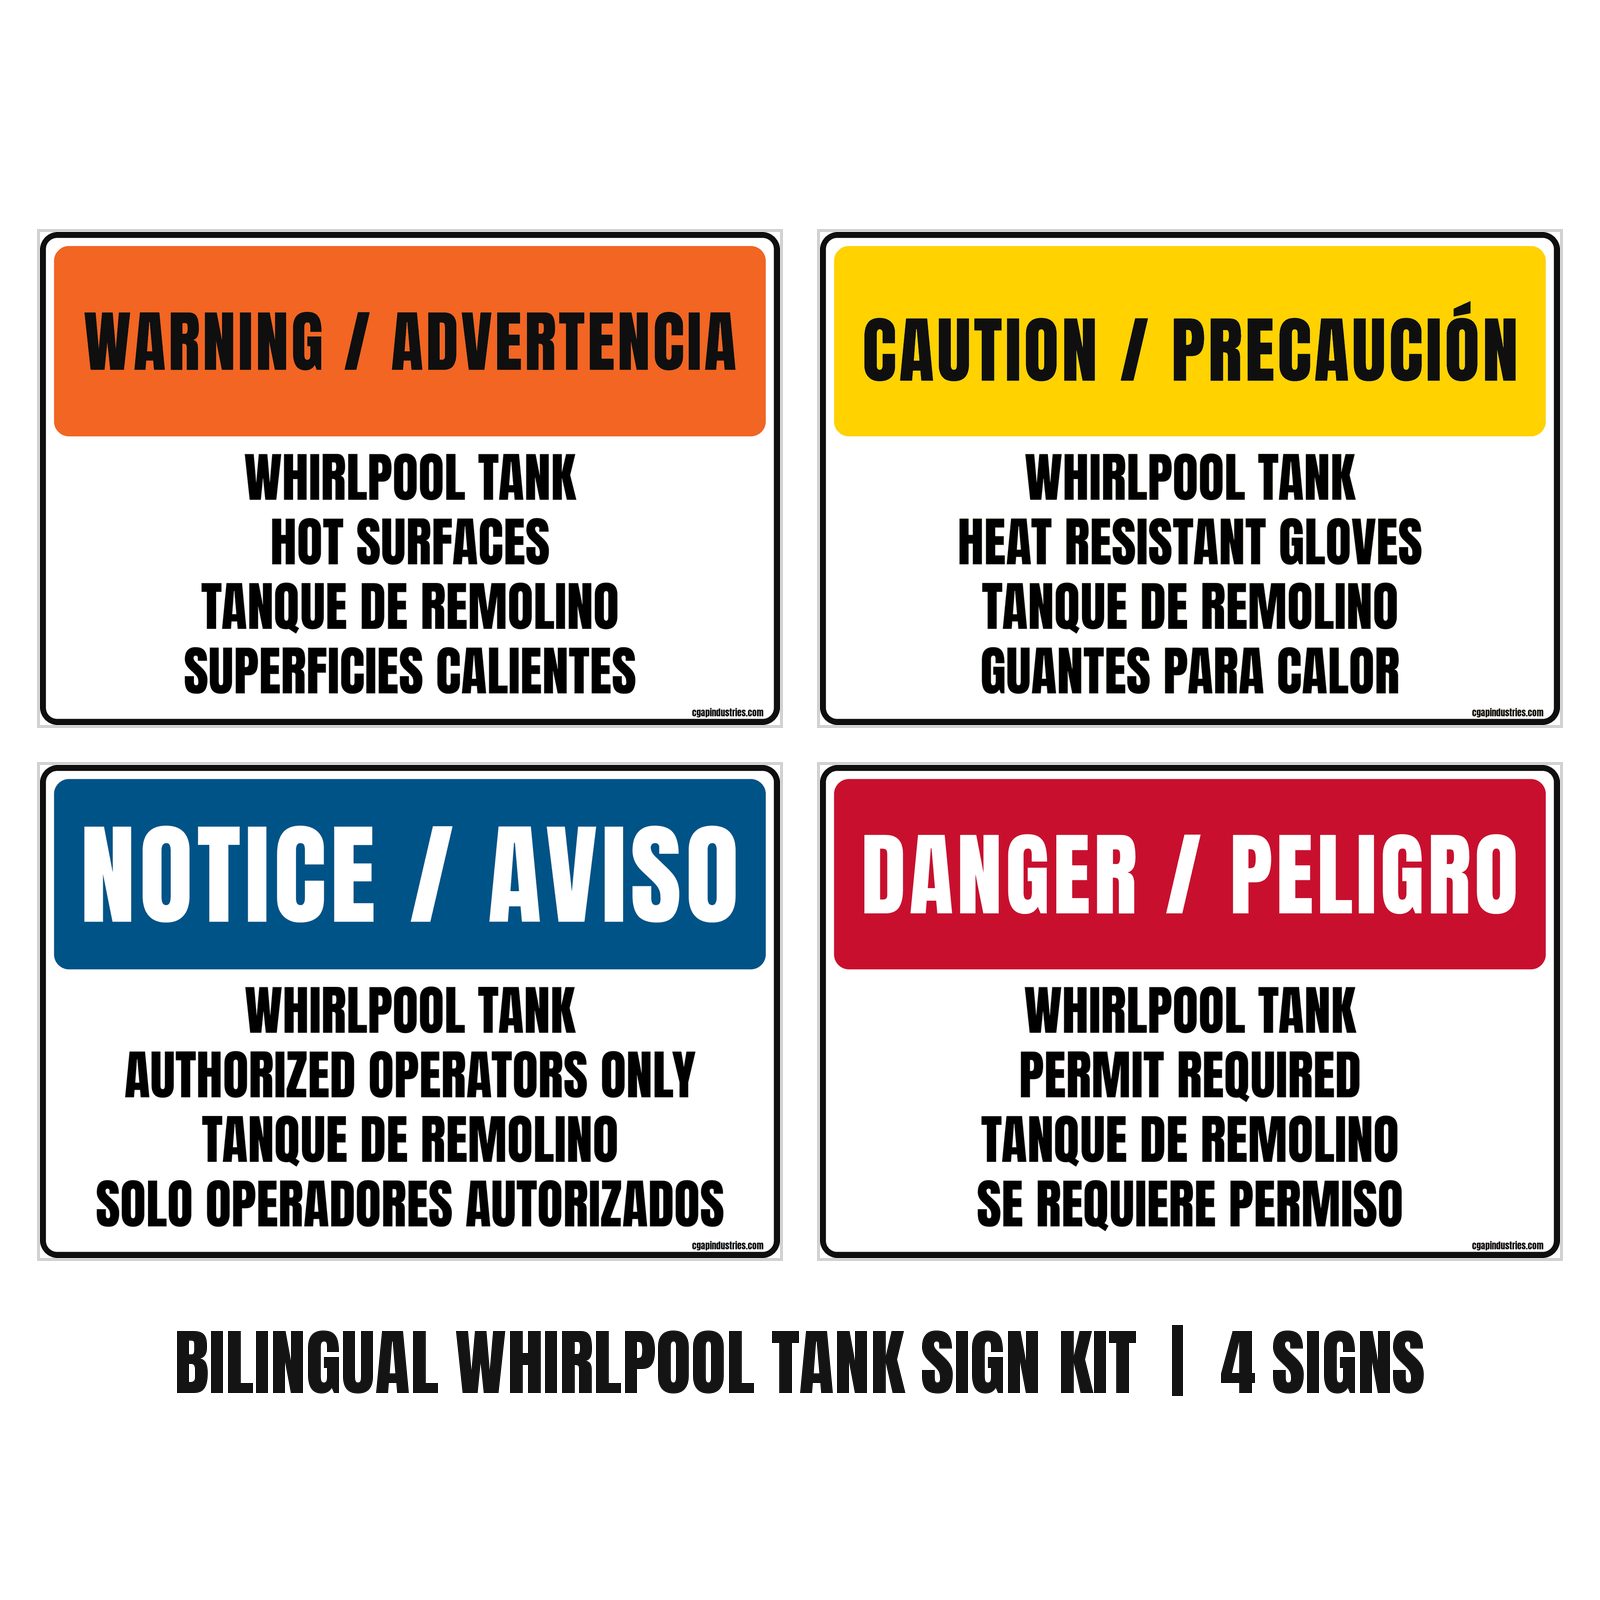 WARNING / ADVERTENCIA
WHIRLPOOL TANK
HOT SURFACES
TANQUE DE REMOLINO
SUPERFICIES CALIENTES
cgapindustries.com
CAUTION / PRECAUCIÓN
WHIRLPOOL TANK
HEAT RESISTANT GLOVES
TANQUE DE REMOLINO
GUANTES PARA CALOR
cgapindustries.com
NOTICE / AVISO
WHIRLPOOL TANK
AUTHORIZED OPERATORS ONLY
TANQUE DE REMOLINO
SOLO OPERADORES AUTORIZADOS
cgapindustries.com
DANGER / PELIGRO
WHIRLPOOL TANK
PERMIT REQUIRED
TANQUE DE REMOLINO
SE REQUIERE PERMISO
cgapindustries.com
BILINGUAL WHIRLPOOL TANK SIGN KIT | 4 SIGNS